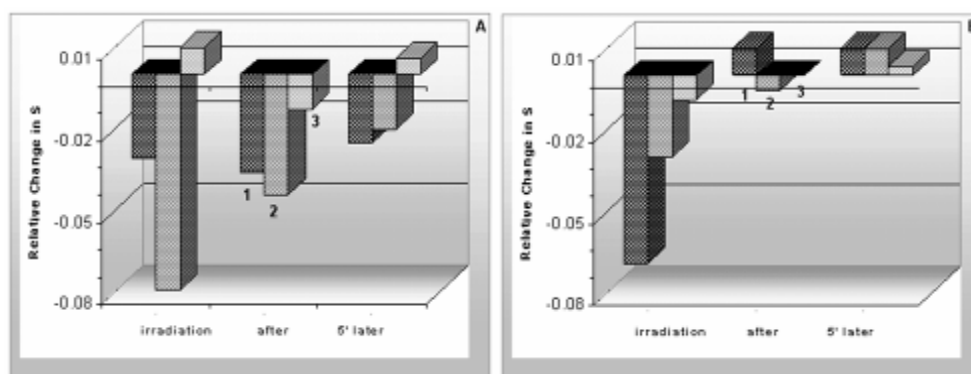 A
Relative Change in S
0.01
-0.02
-0.05
-0.08
1
2
3
irradiation
after
5' later
Relative Change in S
0.01
-0.02
-0.05
-0.08
1
2
3
irradiation
after
5' later